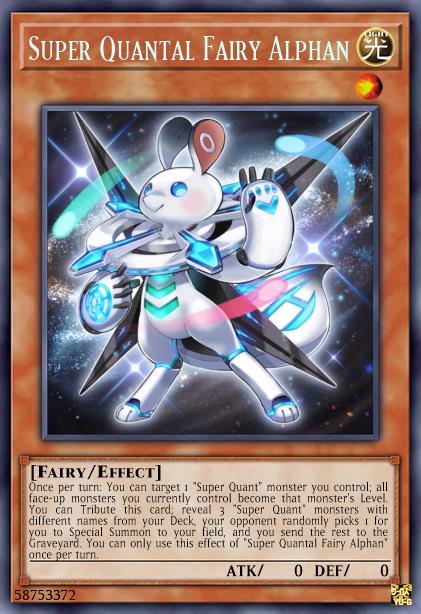 Super Quantal Fairy Alphan
LIGHT
光
[Fairy/Effect]
Once per turn: You can target 1 "Super Quant" monster you control; all
face-up monsters you currently control become that monster's Level.
You can Tribute this card; reveal 3 "Super Quant" monsters with
different names from your Deck, your opponent randomly picks 1 for
you to Special Summon to your field, and you send the rest to the
Graveyard. You can only use this effect of "Super Quantal Fairy Alphan"
once per turn.
ATK/ 0 DEF/ 0
58753372